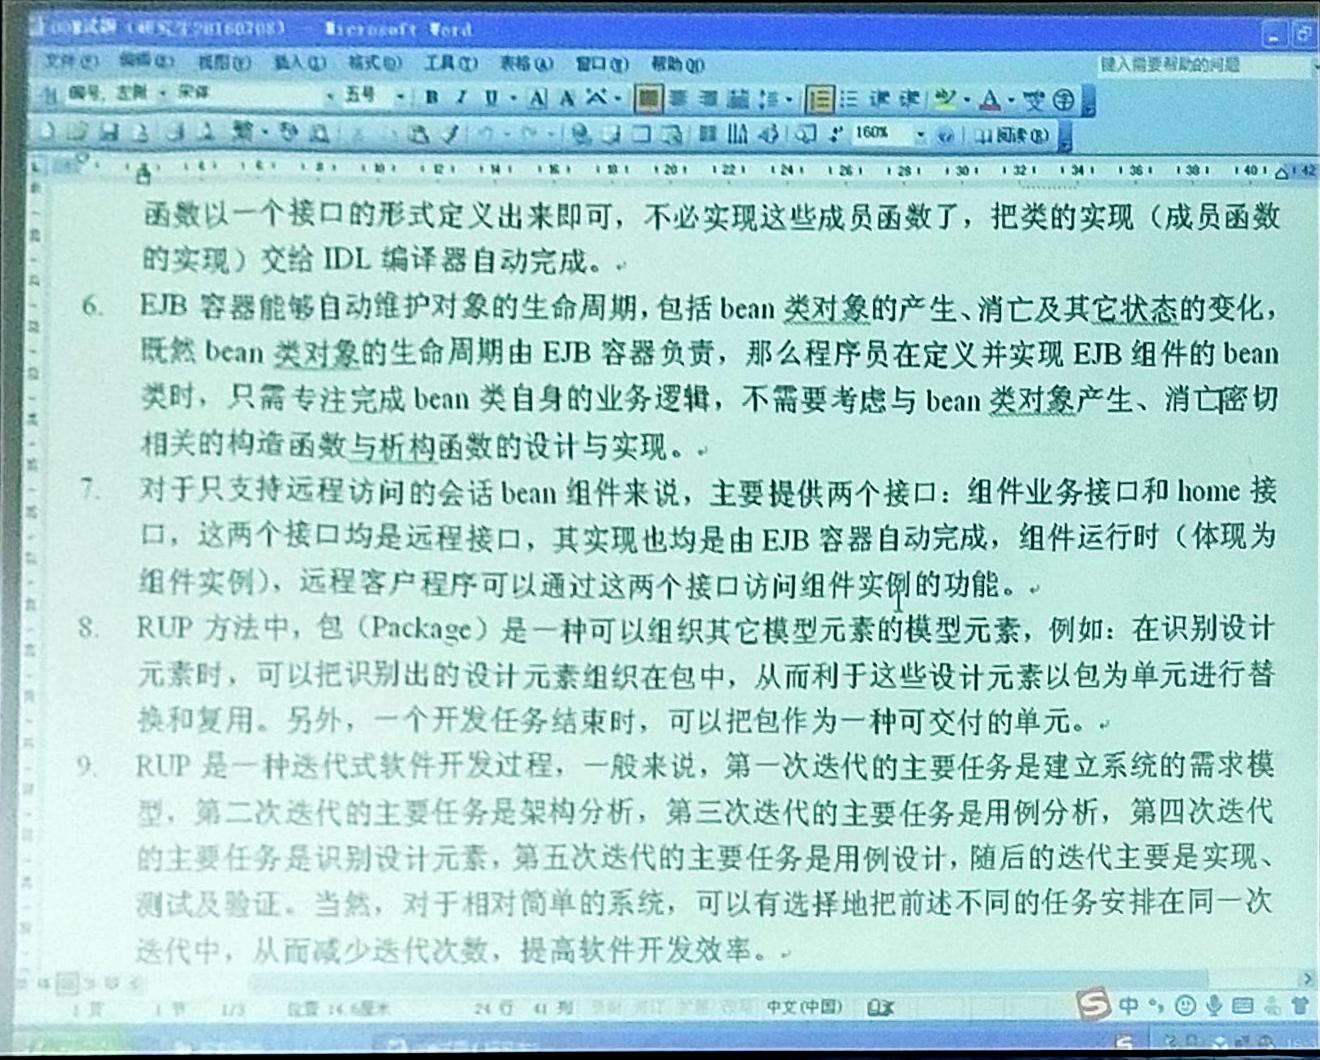 Microsoft Word
文件(F) 编辑(E) 视图(V) 插入(I) 格式(O) 工具(T) 表格(A) 窗口(W) 帮助(H) 键入需要帮助的问题
编号, 左侧 宋体 五号 B I U A A
160% 阅读(R)
函数以一个接口的形式定义出来即可，不必实现这些成员函数了，把类的实现（成员函数
的实现）交给 IDL 编译器自动完成。
6. EJB 容器能够自动维护对象的生命周期，包括 bean 类对象的产生、消亡及其它状态的变化，
既然 bean 类对象的生命周期由 EJB 容器负责，那么程序员在定义并实现 EJB 组件的 bean
类时，只需专注完成 bean 类自身的业务逻辑，不需要考虑与 bean 类对象产生、消亡密切
相关的构造函数与析构函数的设计与实现。
7. 对于只支持远程访问的会话 bean 组件来说，主要提供两个接口：组件业务接口和 home 接
口，这两个接口均是远程接口，其实现也均是由 EJB 容器自动完成，组件运行时（体现为
组件实例），远程客户程序可以通过这两个接口访问组件实例的功能。
8. RUP 方法中，包（Package）是一种可以组织其它模型元素的模型元素，例如：在识别设计
元素时，可以把识别出的设计元素组织在包中，从而利于这些设计元素以包为单元进行替
换和复用。另外，一个开发任务结束时，可以把包作为一种可交付的单元。
9. RUP 是一种迭代式软件开发过程，一般来说，第一次迭代的主要任务是建立系统的需求模
型，第二次迭代的主要任务是架构分析，第三次迭代的主要任务是用例分析，第四次迭代
的主要任务是识别设计元素，第五次迭代的主要任务是用例设计，随后的迭代主要是实现、
测试及验证。当然，对于相对简单的系统，可以有选择地把前述不同的任务安排在同一次
迭代中，从而减少迭代次数，提高软件开发效率。
1 页 1 节 1/3 位置 14.6厘米 24 行 41 列 中文(中国) 中